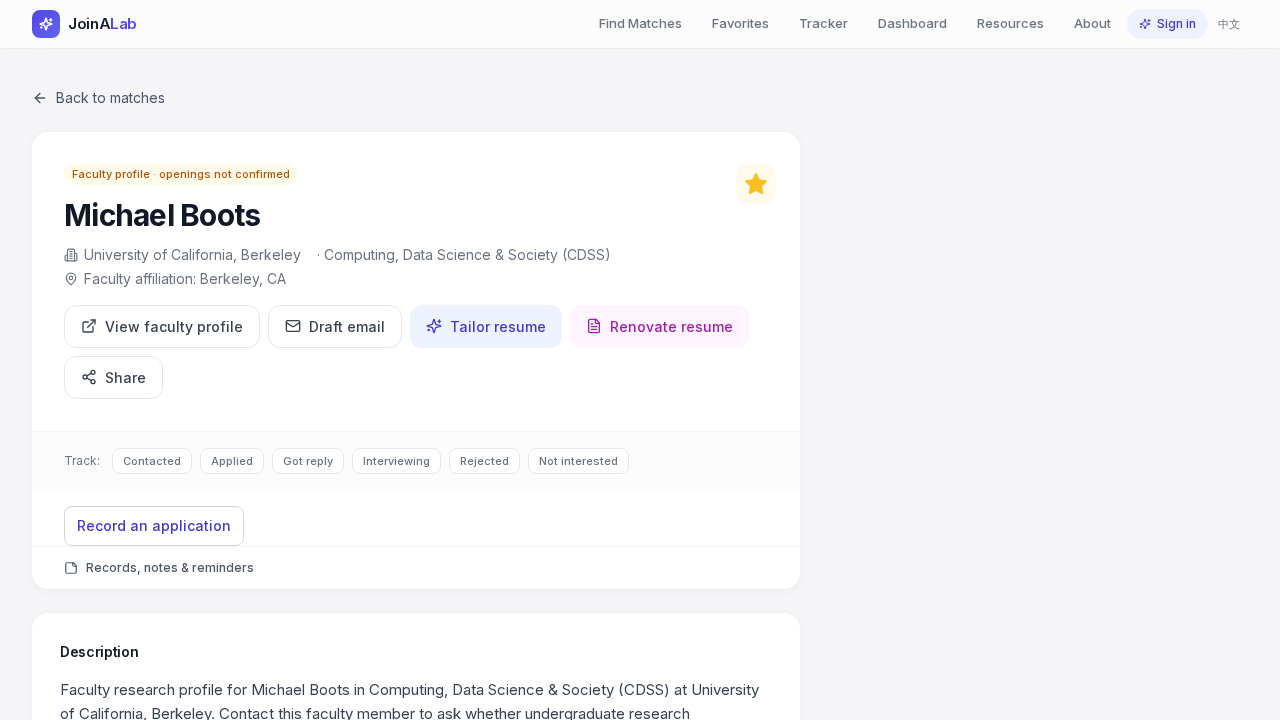 JoinALab
Find Matches
Favorites
Tracker
Dashboard
Resources
About
Sign in
中文
Back to matches
Faculty profile · openings not confirmed
Michael Boots
University of California, Berkeley · Computing, Data Science & Society (CDSS)
Faculty affiliation: Berkeley, CA
View faculty profile
Draft email
Tailor resume
Renovate resume
Share
Track:
Contacted
Applied
Got reply
Interviewing
Rejected
Not interested
Record an application
Records, notes & reminders
Description
Faculty research profile for Michael Boots in Computing, Data Science & Society (CDSS) at University
of California, Berkeley. Contact this faculty member to ask whether undergraduate research